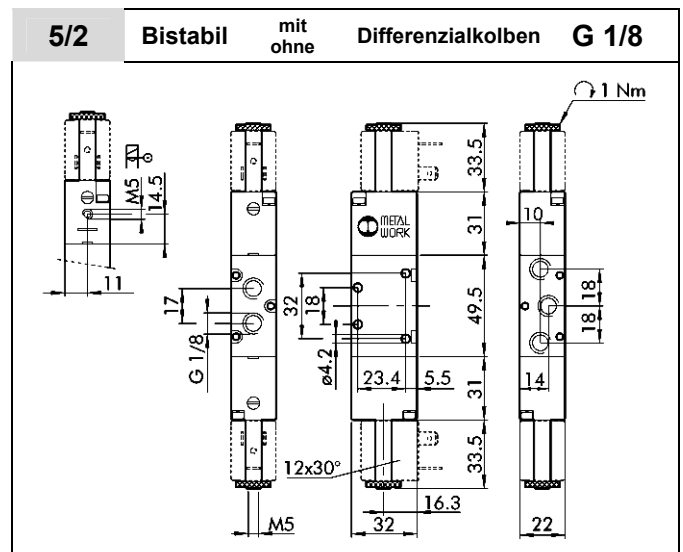 5/2 Bistabil mit ohne Differenzialkolben G 1/8
1 Nm
M5
14.5
11
17
G 1/8
METAL
WORK
32
18
ø4.2
23.4
5.5
12x30°
16.3
32
M5
33.5
31
49.5
31
33.5
10
18
18
14
22